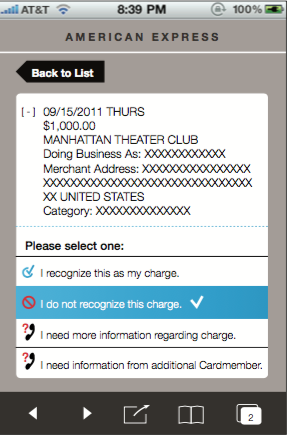 AT&T 8:39 PM 100%
AMERICAN EXPRESS
Back to List
[-] 09/15/2011 THURS
$1,000.00
MANHATTAN THEATER CLUB
Doing Business As: XXXXXXXXXXXX
Merchant Address: XXXXXXXXXXXXXXXX
XXXXXXXXXXXXXXXXXXXXXXXXXXXXXXX
XX UNITED STATES
Category: XXXXXXXXXXXXXX
Please select one:
I recognize this as my charge.
I do not recognize this charge.
I need more information regarding charge.
I need information from additional Cardmember.
2